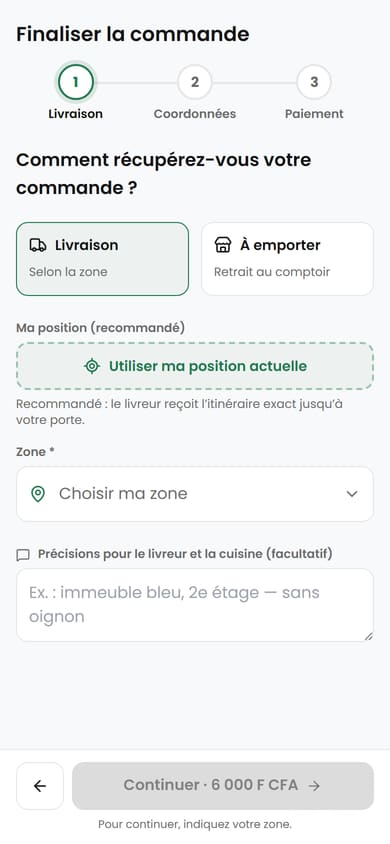 Finaliser la commande
1
2
3
Livraison
Coordonnées
Paiement
Comment récupérez-vous votre
commande ?
Livraison
Selon la zone
À emporter
Retrait au comptoir
Ma position (recommandé)
Utiliser ma position actuelle
Recommandé : le livreur reçoit l'itinéraire exact jusqu'à
votre porte.
Zone *
Choisir ma zone
Précisions pour le livreur et la cuisine (facultatif)
Ex. : immeuble bleu, 2e étage — sans
oignon
Continuer · 6 000 F CFA →
Pour continuer, indiquez votre zone.